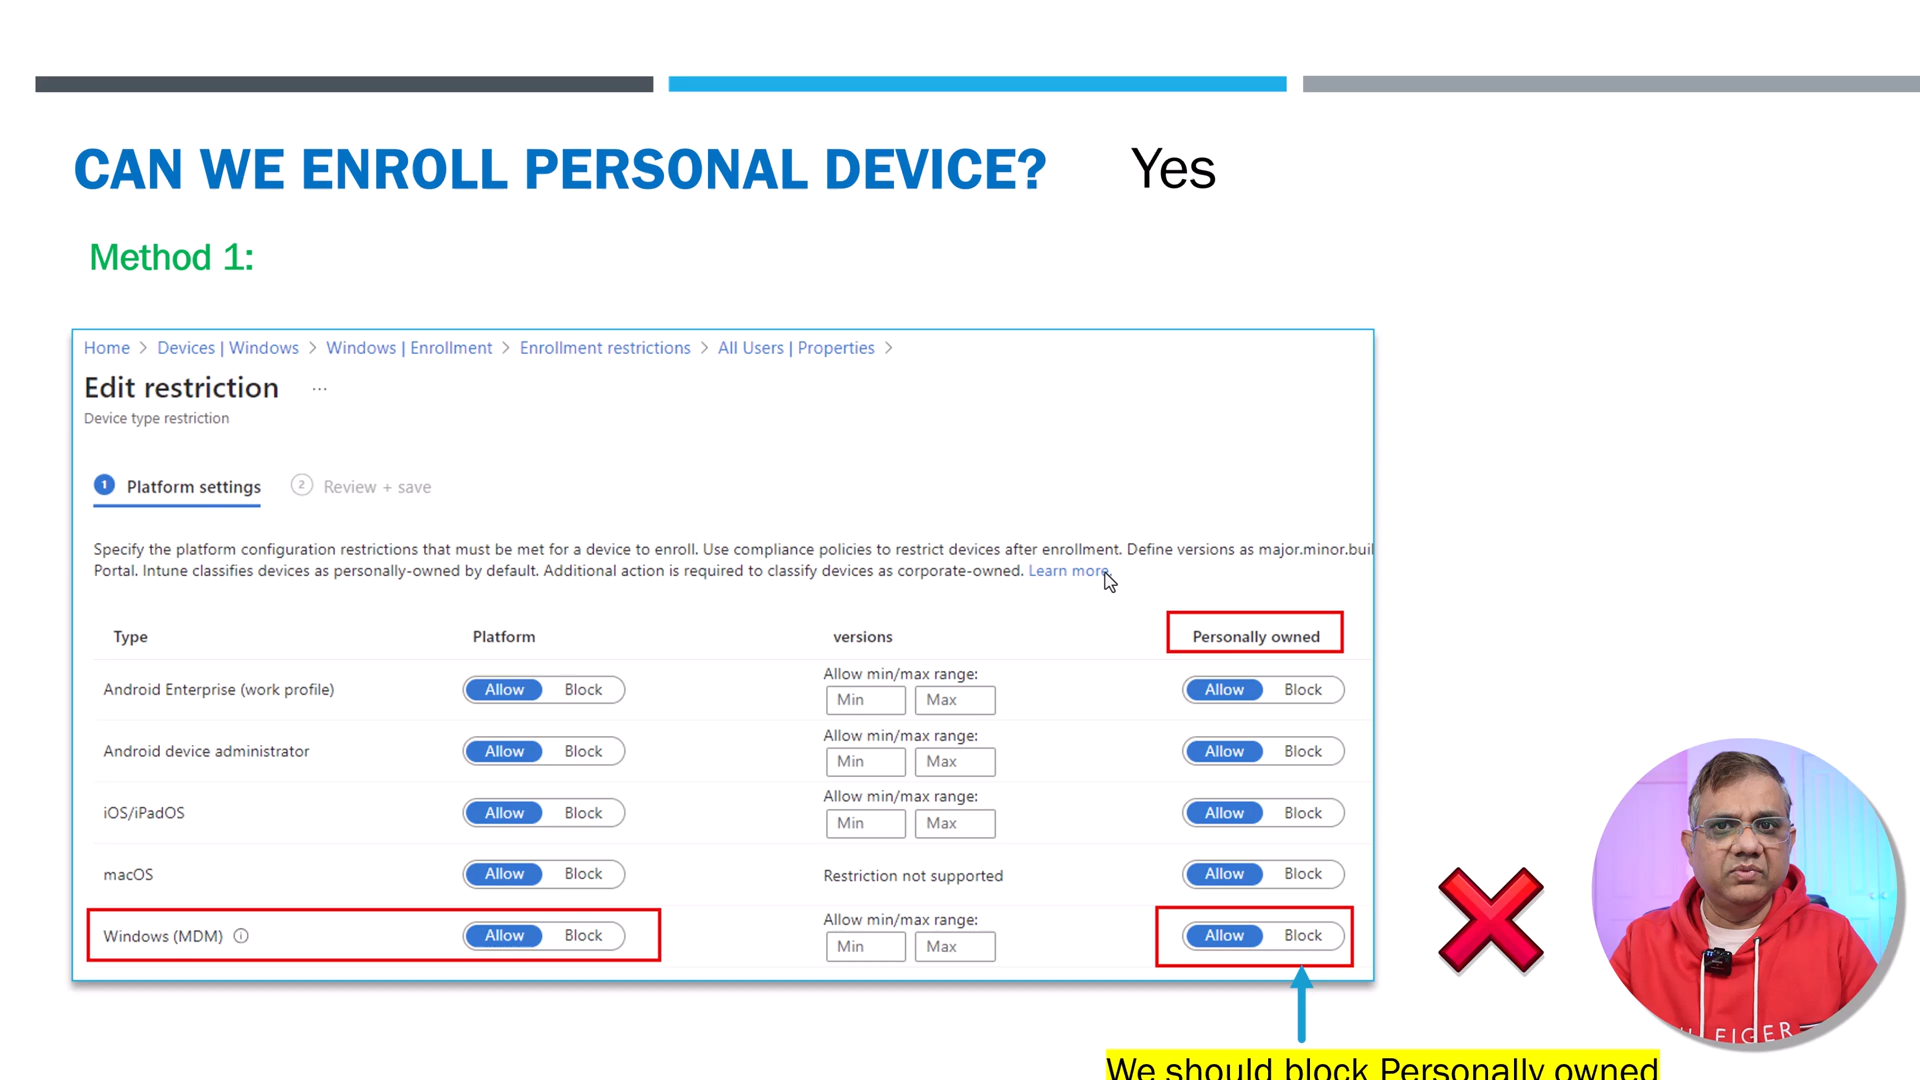 CAN WE ENROLL PERSONAL DEVICE? Yes
Method 1:
Home > Devices | Windows > Windows | Enrollment > Enrollment restrictions > All Users | Properties >
Edit restriction ...
Device type restriction
1 Platform settings 2 Review + save
Specify the platform configuration restrictions that must be met for a device to enroll. Use compliance policies to restrict devices after enrollment. Define versions as major.minor.buil
Portal. Intune classifies devices as personally-owned by default. Additional action is required to classify devices as corporate-owned. Learn more.
Type Platform versions Personally owned
Allow min/max range:
Android Enterprise (work profile) Allow Block Min Max Allow Block
Allow min/max range:
Android device administrator Allow Block Min Max Allow Block
Allow min/max range:
iOS/iPadOS Allow Block Min Max Allow Block
macOS Allow Block Restriction not supported Allow Block
Allow min/max range:
Windows (MDM) Allow Block Min Max Allow Block
We should block Personally owned